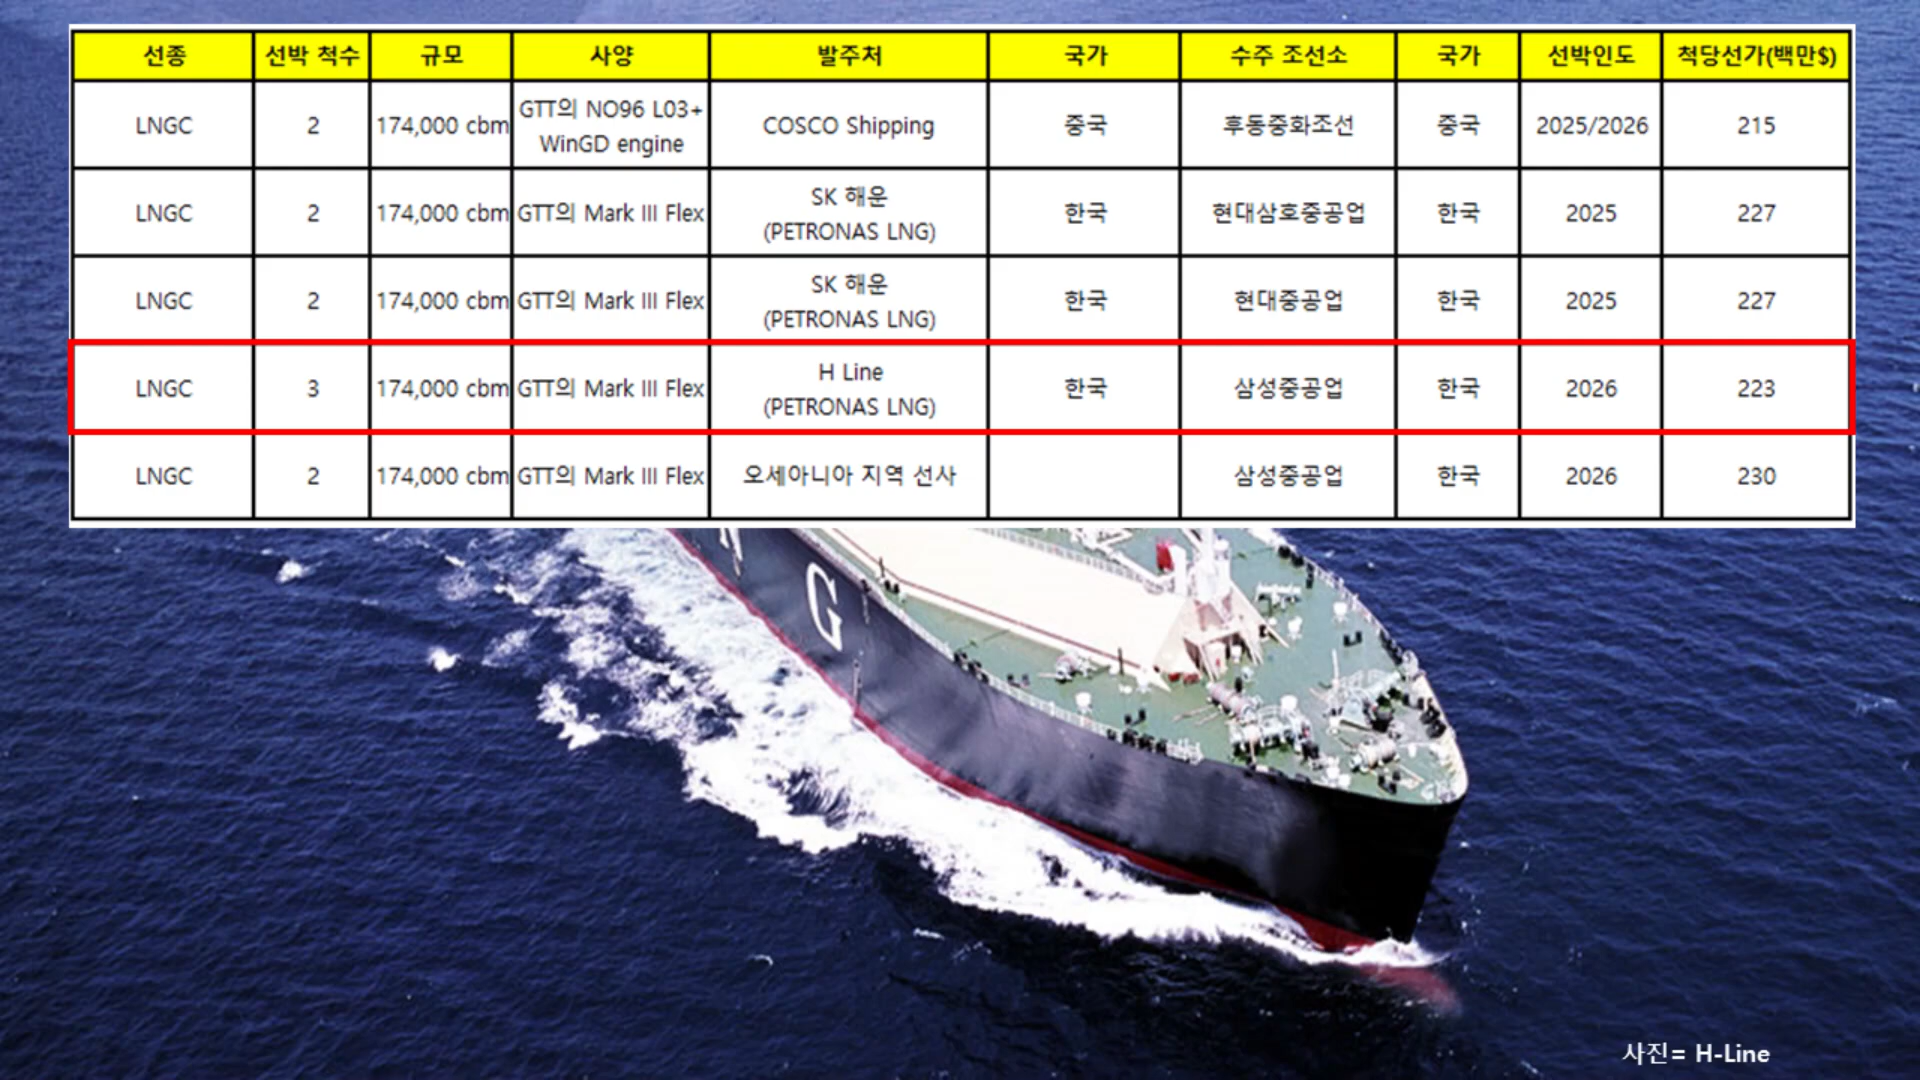 선종 선박 척수 규모 사양 발주처 국가 수주 조선소 국가 선박인도 척당선가(백만$)
LNGC 2 174,000 cbm GTT의 NO96 L03+ COSCO Shipping 중국 후동중화조선 중국 2025/2026 215
WinGD engine
LNGC 2 174,000 cbm GTT의 Mark III Flex SK 해운 한국 현대삼호중공업 한국 2025 227
(PETRONAS LNG)
LNGC 2 174,000 cbm GTT의 Mark III Flex SK 해운 한국 현대중공업 한국 2025 227
(PETRONAS LNG)
LNGC 3 174,000 cbm GTT의 Mark III Flex H Line 한국 삼성중공업 한국 2026 223
(PETRONAS LNG)
LNGC 2 174,000 cbm GTT의 Mark III Flex 오세아니아 지역 선사 삼성중공업 한국 2026 230
G
사진= H-Line